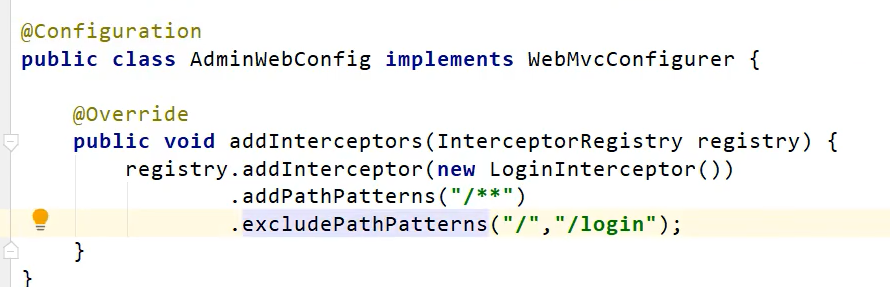 @Configuration
public class AdminWebConfig implements WebMvcConfigurer {
@Override
public void addInterceptors(InterceptorRegistry registry) {
registry.addInterceptor(new LoginInterceptor())
.addPathPatterns("/**")
.excludePathPatterns("/","/login");
}
}